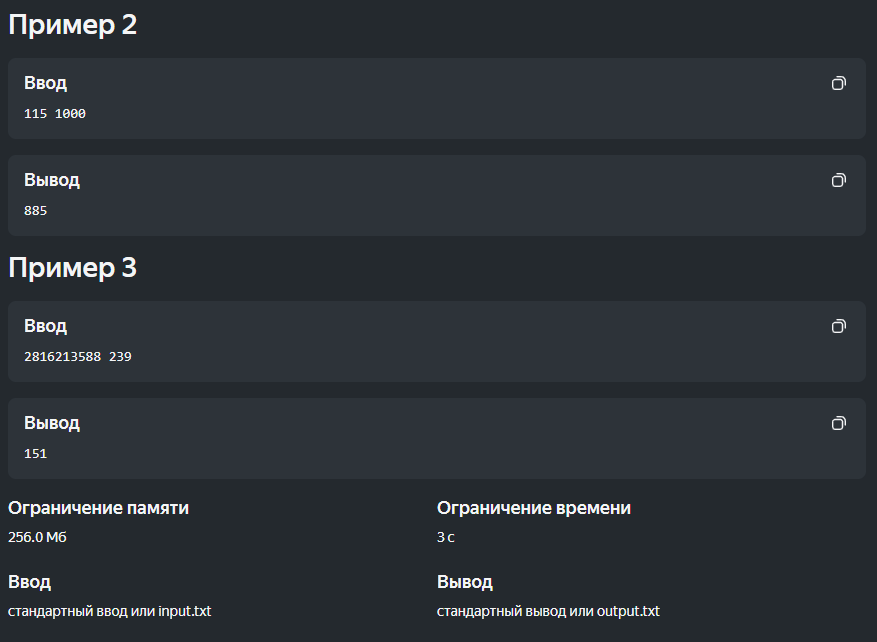 Пример 2
Ввод
115 1000
Вывод
885
Пример 3
Ввод
2816213588 239
Вывод
151
Ограничение памяти
256.0 Мб
Ограничение времени
3 с
Ввод
стандартный ввод или input.txt
Вывод
стандартный вывод или output.txt